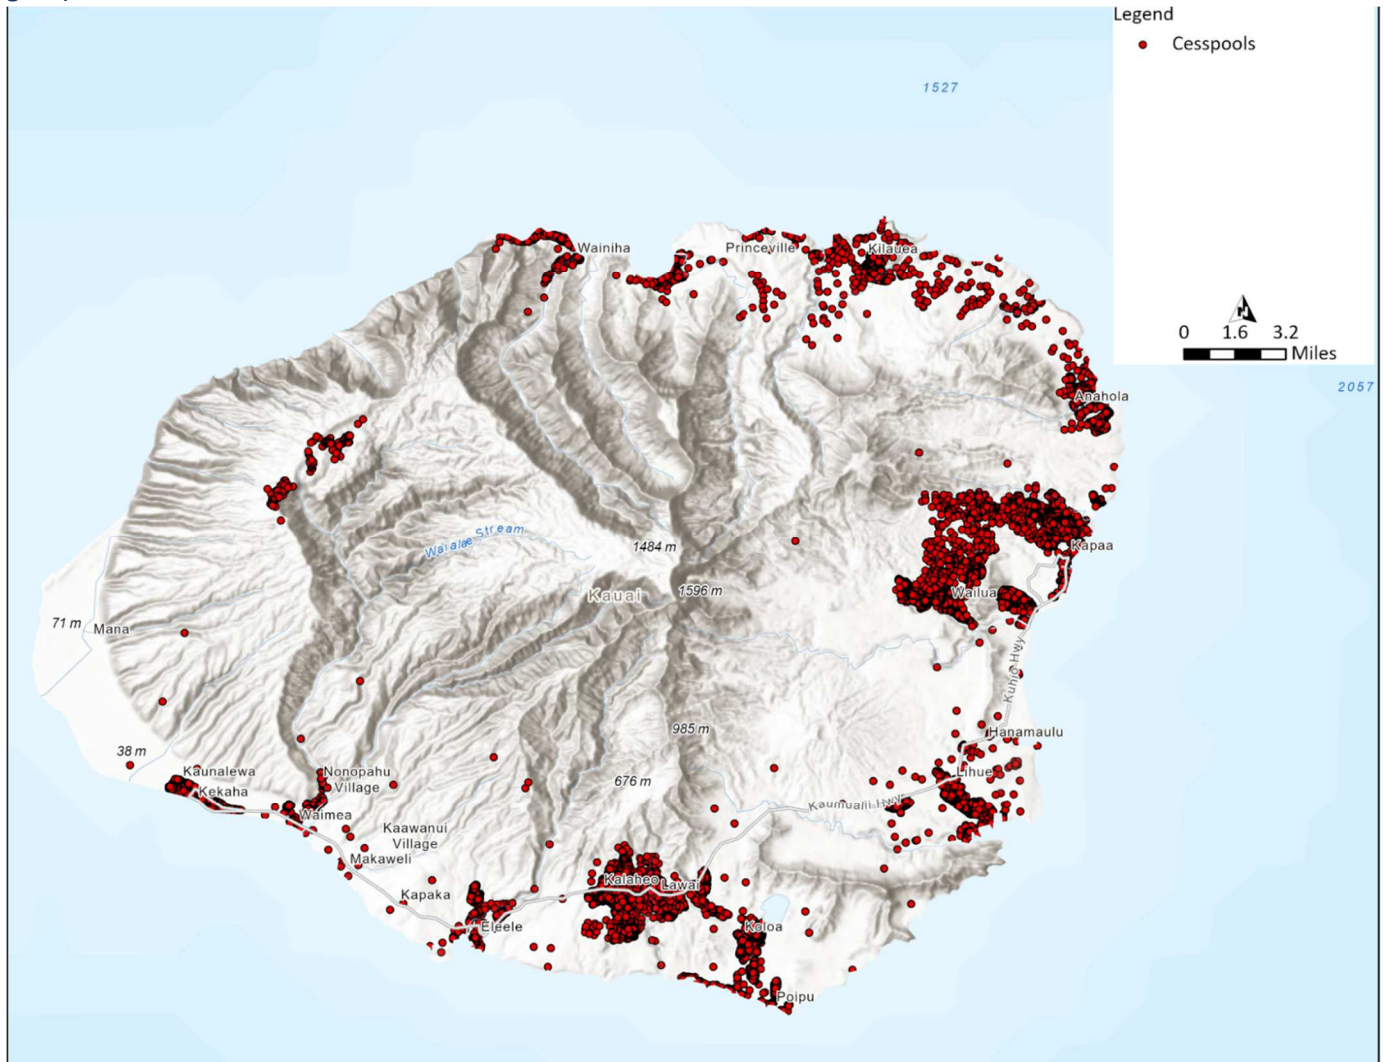 Legend
Cesspools
1527
Wainiha
Princeville
Kilauea
0 1.6 3.2
Miles
2057
Anahola
Waialae Stream
1484 m
Kapaa
Kauai
1596 m
Wailua
71 m
Mana
Kuhio Hwy
985 m
Hanamaulu
38 m
Kaunalewa
Kekaha
Nonopahu
Village
676 m
Lihue
Kaumualii Hwy
Waimea
Kaawanui
Village
Makaweli
Kalaheo
Lawai
Kapaka
Eleele
Koloa
Poipu